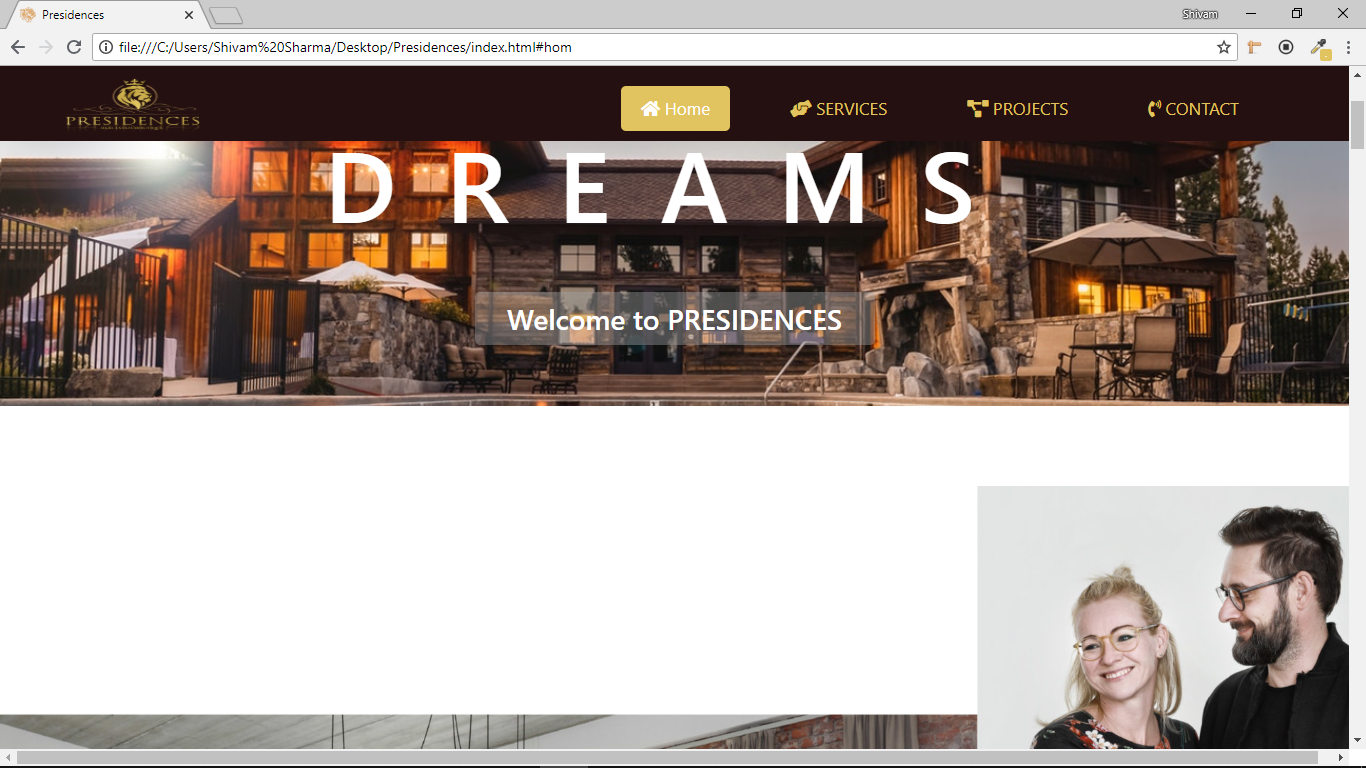 Presidences
Shivam
file:///C:/Users/Shivam%20Sharma/Desktop/Presidences/index.html#hom
PRESIDENCES
Home
SERVICES
PROJECTS
CONTACT
DREAMS
Welcome to PRESIDENCES